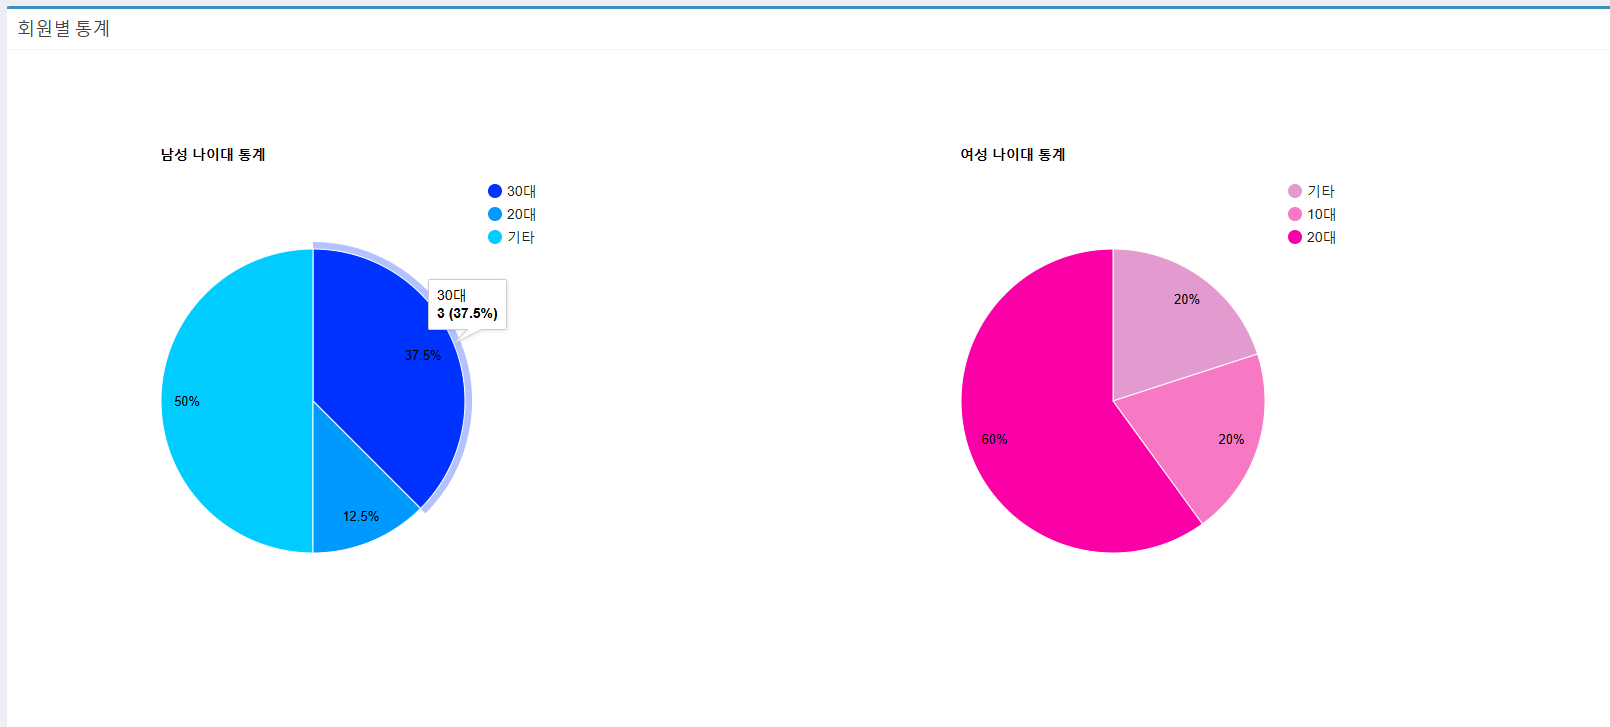 회원별 통계
남성 나이대 통계
30대
20대
기타
30대
3 (37.5%)
37.5%
50%
12.5%
여성 나이대 통계
기타
10대
20대
20%
20%
60%